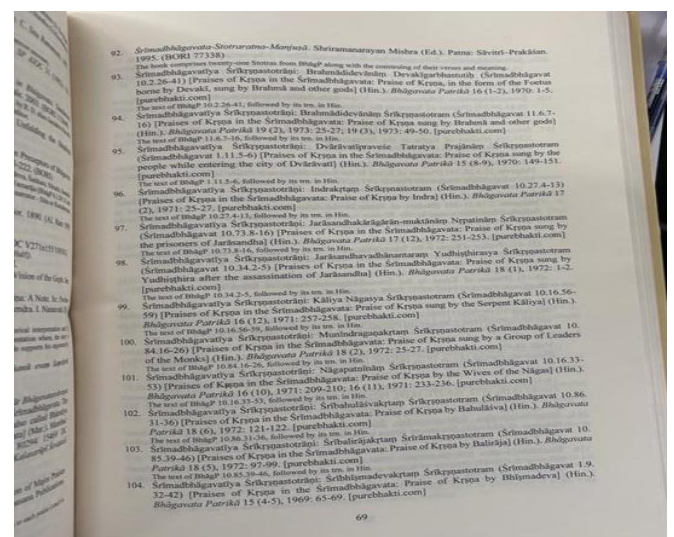 92. Śrīmadbhāgavata-Stotraratna-Manjuṣā. Shriramanarayan Mishra (Ed.). Patna: Sāvitrī-Prakāśan.
1995. (BORI 77338)
The book comprises twenty-one Stotras from BhāgP along with the continuing of their verses and meaning.
93. Śrīmadbhāgavatīya Śrīkṛṣṇastotrāṇi: Brahmādidevānāṃ Devakīgarbhastutiḥ (Śrīmadbhāgavat
10.2.26-41) [Praises of Kṛṣṇa in the Śrīmadbhāgavata: Praise of Kṛṣṇa, in the form of the Foetus
borne by Devakī, sung by Brahmā and other gods] (Hin.). Bhāgavata Patrikā 16 (1-2), 1970: 1-5.
[purebhakti.com]
The text of BhāgP 10.2.26-41, followed by its trn. in Hin.
94. Śrīmadbhāgavatīya Śrīkṛṣṇastotrāṇi: Brahmādidevānāṃ Śrīkṛṣṇastotram (Śrīmadbhāgavat 11.6.7-
16) [Praises of Kṛṣṇa in the Śrīmadbhāgavata: Praise of Kṛṣṇa sung by Brahmā and other gods]
(Hin.). Bhāgavata Patrikā 19 (2), 1973: 25-27; 19 (3), 1973: 49-50. [purebhakti.com]
The text of BhāgP 11.6.7-16, followed by its trn. in Hin.
95. Śrīmadbhāgavatīya Śrīkṛṣṇastotrāṇi: Dvārāvatīpraveśe Tatratya Prajānāṃ Śrīkṛṣṇastotram
(Śrīmadbhāgavat 1.11.5-6) [Praises of Kṛṣṇa in the Śrīmadbhāgavata: Praise of Kṛṣṇa sung by the
people while entering the city of Dvārāvatī] (Hin.). Bhāgavata Patrikā 15 (8-9), 1970: 149-151.
[purebhakti.com]
The text of BhāgP 1.11.5-6, followed by its trn. in Hin.
96. Śrīmadbhāgavatīya Śrīkṛṣṇastotrāṇi: Indrakṛtaṃ Śrīkṛṣṇastotram (Śrīmadbhāgavat 10.27.4-13)
[Praises of Kṛṣṇa in the Śrīmadbhāgavata: Praise of Kṛṣṇa by Indra] (Hin.). Bhāgavata Patrikā 17
(2), 1971: 25-27. [purebhakti.com]
The text of BhāgP 10.27.4-13, followed by its trn. in Hin.
97. Śrīmadbhāgavatīya Śrīkṛṣṇastotrāṇi: Jarāsandhakārāgārān-muktānāṃ Nṛpatīnāṃ Śrīkṛṣṇastotram
(Śrīmadbhāgavat 10.73.8-16) [Praises of Kṛṣṇa in the Śrīmadbhāgavata: Praise of Kṛṣṇa sung by
the prisoners of Jarāsandha] (Hin.). Bhāgavata Patrikā 17 (12), 1972: 251-253. [purebhakti.com]
The text of BhāgP 10.73.8-16, followed by its trn. in Hin.
98. Śrīmadbhāgavatīya Śrīkṛṣṇastotrāṇi: Jarāsandhavadhānantaraṃ Yudhiṣṭhirasya Śrīkṛṣṇastotram
(Śrīmadbhāgavat 10.34.2-5) [Praises of Kṛṣṇa in the Śrīmadbhāgavata: Praise of Kṛṣṇa sung by
Yudhiṣṭhira after the assassination of Jarāsandha] (Hin.). Bhāgavata Patrikā 18 (1), 1972: 1-2.
[purebhakti.com]
The text of BhāgP 10.34.2-5, followed by its trn. in Hin.
99. Śrīmadbhāgavatīya Śrīkṛṣṇastotrāṇi: Kāliya Nāgasya Śrīkṛṣṇastotram (Śrīmadbhāgavat 10.16.56-
59) [Praises of Kṛṣṇa in the Śrīmadbhāgavata: Praise of Kṛṣṇa sung by the Serpent Kāliya] (Hin.).
Bhāgavata Patrikā 16 (12), 1971: 257-258. [purebhakti.com]
The text of BhāgP 10.16.56-59, followed by its trn. in Hin.
100. Śrīmadbhāgavatīya Śrīkṛṣṇastotrāṇi: Munīndragaṇakṛtaṃ Śrīkṛṣṇastotram (Śrīmadbhāgavat 10.
84.16-26) [Praises of Kṛṣṇa in the Śrīmadbhāgavata: Praise of Kṛṣṇa sung by a Group of Leaders
of the Monks] (Hin.). Bhāgavata Patrikā 18 (2), 1972: 25-27. [purebhakti.com]
The text of BhāgP 10.84.16-26, followed by its trn. in Hin.
101. Śrīmadbhāgavatīya Śrīkṛṣṇastotrāṇi: Nāgapatnīnāṃ Śrīkṛṣṇastotram (Śrīmadbhāgavat 10.16.33-
53) [Praises of Kṛṣṇa in the Śrīmadbhāgavata: Praise of Kṛṣṇa by the Wives of the Nāgas] (Hin.).
Bhāgavata Patrikā 16 (10), 1971: 209-210; 16 (11), 1971: 233-236. [purebhakti.com]
The text of BhāgP 10.16.33-53, followed by its trn. in Hin.
102. Śrīmadbhāgavatīya Śrīkṛṣṇastotrāṇi: Śrībahulāśvakṛtaṃ Śrīkṛṣṇastotram (Śrīmadbhāgavat 10.86.
31-36) [Praises of Kṛṣṇa in the Śrīmadbhāgavata: Praise of Kṛṣṇa by Bahulāśva] (Hin.). Bhāgavata
Patrikā 18 (6), 1972: 121-122. [purebhakti.com]
The text of BhāgP 10.86.31-36, followed by its trn. in Hin.
103. Śrīmadbhāgavatīya Śrīkṛṣṇastotrāṇi: Śrībalirājakṛtaṃ Śrīrāmakṛṣṇastotram (Śrīmadbhāgavat 10.
85.39-46) [Praises of Kṛṣṇa in the Śrīmadbhāgavata: Praise of Kṛṣṇa by Balirāja] (Hin.). Bhāgavata
Patrikā 18 (5), 1972: 97-99. [purebhakti.com]
The text of BhāgP 10.85.39-46, followed by its trn. in Hin.
104. Śrīmadbhāgavatīya Śrīkṛṣṇastotrāṇi: Śrībhīṣmadevakṛtaṃ Śrīkṛṣṇastotram (Śrīmadbhāgavat 1.9.
32-42) [Praises of Kṛṣṇa in the Śrīmadbhāgavata: Praise of Kṛṣṇa by Bhīṣmadeva] (Hin.).
Bhāgavata Patrikā 15 (4-5), 1969: 65-69. [purebhakti.com]
69